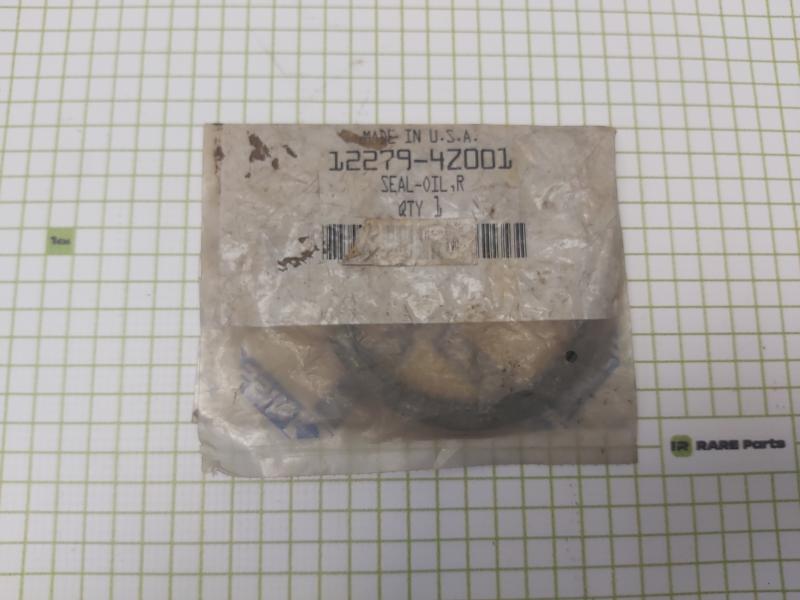 MADE IN U.S.A.
12279-4Z001
SEAL-OIL,R
QTY 1
RARE Parts